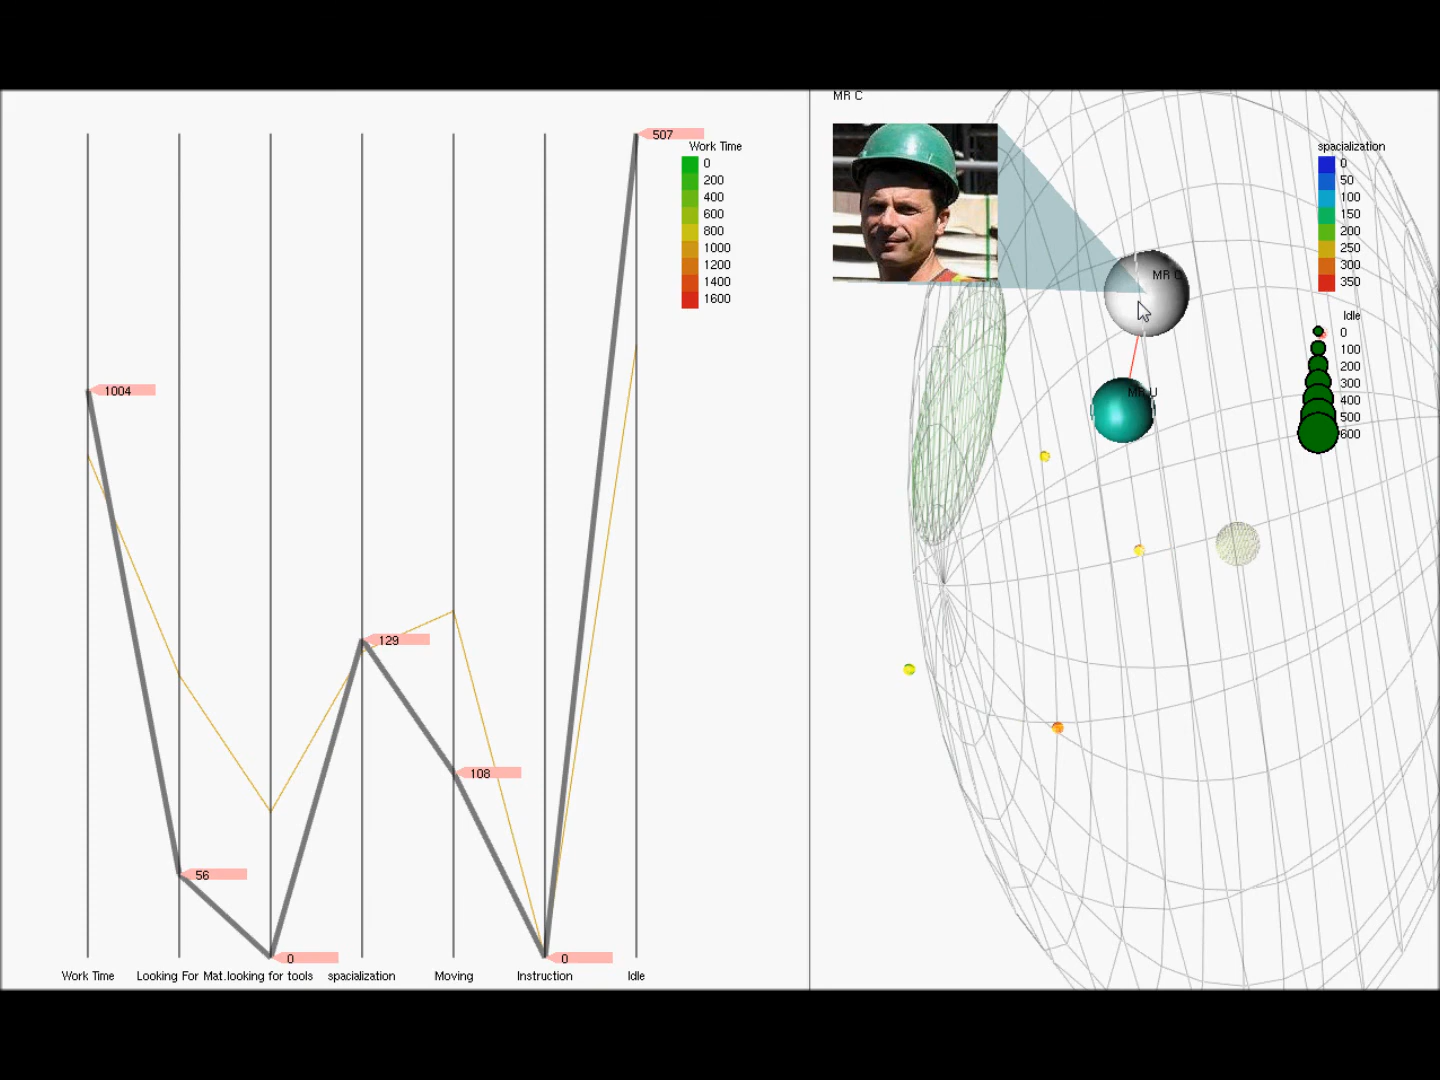 MR C
507
Work Time
0
200
400
600
800
1000
1200
1400
1600
1004
129
108
56
0
0
Work Time
Looking For Mat.
looking for tools
spacialization
Moving
Instruction
Idle
MR C
MR U
spacialization
0
50
100
150
200
250
300
350
Idle
0
100
200
300
400
500
600